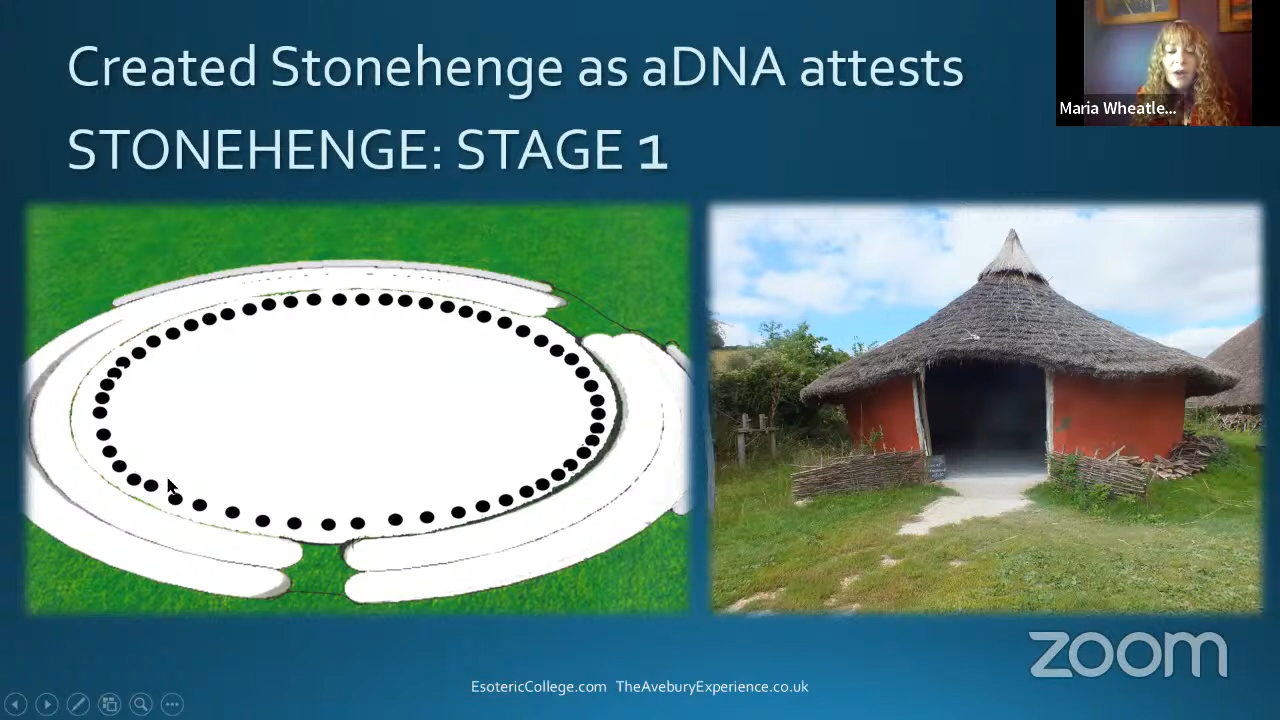 Created Stonehenge as aDNA attests
STONEHENGE: STAGE 1
Maria Wheatle...
zoom
EsotericCollege.com TheAveburyExperience.co.uk